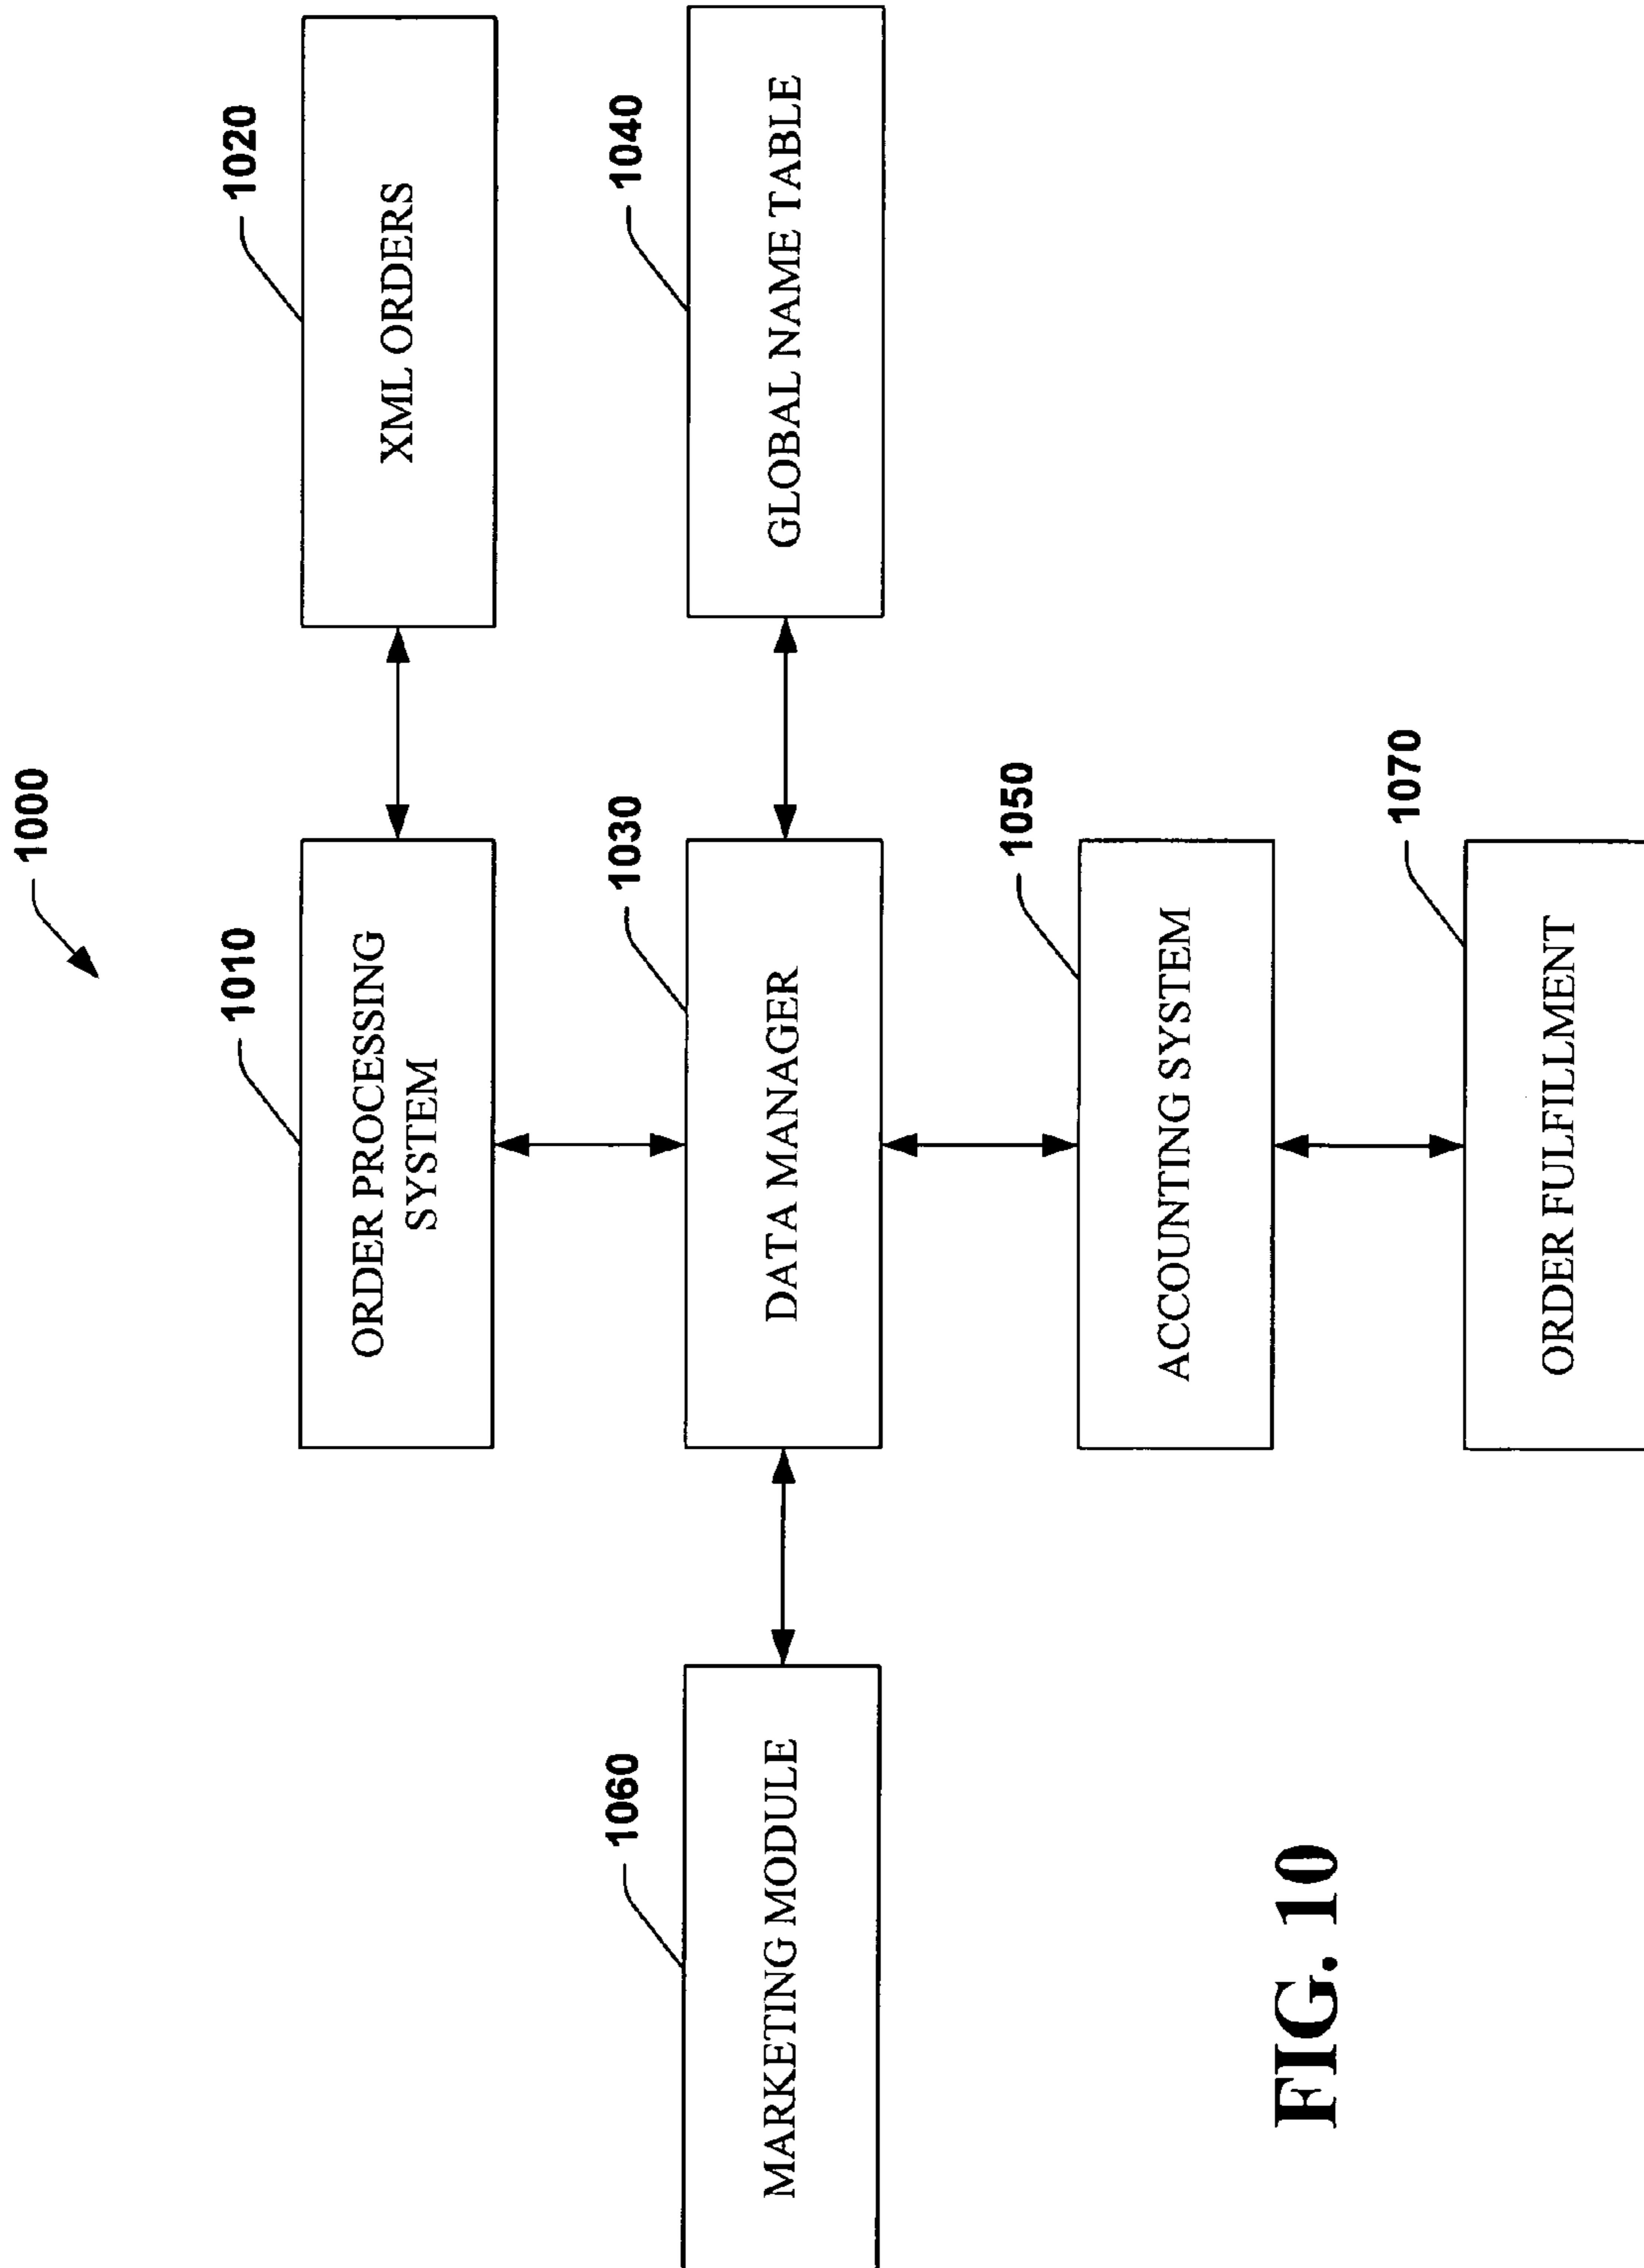 1000
1010
1020
ORDER PROCESSING
SYSTEM
XML ORDERS
1060
1030
1040
MARKETING MODULE
DATA MANAGER
GLOBAL NAME TABLE
1050
ACCOUNTING SYSTEM
1070
ORDER FULFILLMENT
FIG. 10